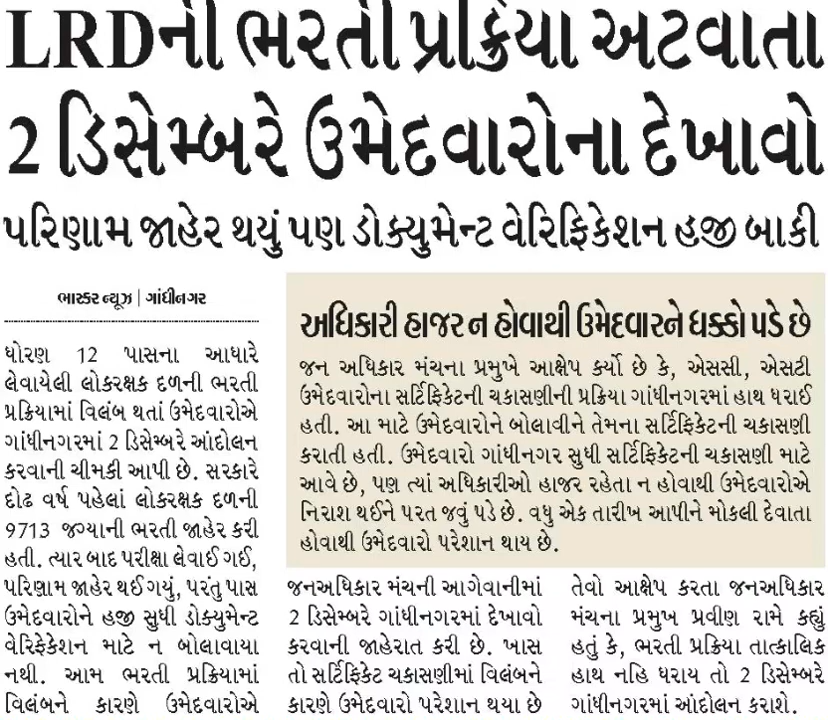 LRDની ભરતી પ્રક્રિયા અટવાતા
2 ડિસેમ્બરે ઉમેદવારોના દેખાવો
પરિણામ જાહેર થયું પણ ડોક્યુમેન્ટ વેરિફિકેશન હજી બાકી
ભાસ્કર ન્યૂઝ | ગાંધીનગર
ધોરણ 12 પાસના આધારે
લેવાયેલી લોકરક્ષક દળની ભરતી
પ્રક્રિયામાં વિલંબ થતાં ઉમેદવારોએ
ગાંધીનગરમાં 2 ડિસેમ્બરે આંદોલન
કરવાની ચીમકી આપી છે. સરકારે
દોઢ વર્ષ પહેલાં લોકરક્ષક દળની
9713 જગ્યાની ભરતી જાહેર કરી
હતી. ત્યાર બાદ પરીક્ષા લેવાઈ ગઈ,
પરિણામ જાહેર થઈ ગયું, પરંતુ પાસ
ઉમેદવારોને હજી સુધી ડોક્યુમેન્ટ
વેરિફેકેશન માટે ન બોલાવાયા
નથી. આમ ભરતી પ્રક્રિયામાં
વિલંબને કારણે ઉમેદવારોએ
અધિકારી હાજર ન હોવાથી ઉમેદવારને ધક્કો પડે છે
જન અધિકાર મંચના પ્રમુખે આક્ષેપ કર્યો છે કે, એસસી, એસટી
ઉમેદવારોના સર્ટિફિકેટની ચકાસણીની પ્રક્રિયા ગાંધીનગરમાં હાથ ધરાઈ
હતી. આ માટે ઉમેદવારોને બોલાવીને તેમના સર્ટિફિકેટની ચકાસણી
કરાતી હતી. ઉમેદવારો ગાંધીનગર સુધી સર્ટિફિકેટની ચકાસણી માટે
આવે છે, પણ ત્યાં અધિકારીઓ હાજર રહેતા ન હોવાથી ઉમેદવારોએ
નિરાશ થઈને પરત જવું પડે છે. વધુ એક તારીખ આપીને મોકલી દેવાતા
હોવાથી ઉમેદવારો પરેશાન થાય છે.
જનઅધિકાર મંચની આગેવાનીમાં
2 ડિસેમ્બરે ગાંધીનગરમાં દેખાવો
કરવાની જાહેરાત કરી છે. ખાસ
તો સર્ટિફિકેટ ચકાસણીમાં વિલંબને
કારણે ઉમેદવારો પરેશાન થયા છે
તેવો આક્ષેપ કરતા જનઅધિકાર
મંચના પ્રમુખ પ્રવીણ રામે કહ્યું
હતું કે, ભરતી પ્રક્રિયા તાત્કાલિક
હાથ નહિ ધરાય તો 2 ડિસેમ્બરે
ગાંધીનગરમાં આંદોલન કરાશે.